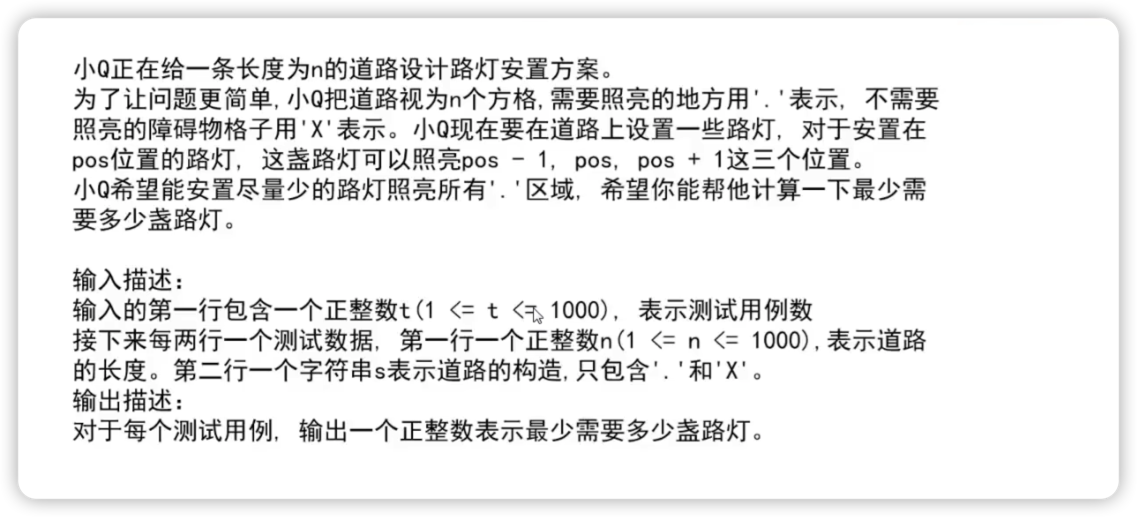 小Q正在给一条长度为n的道路设计路灯安置方案。
为了让问题更简单,小Q把道路视为n个方格,需要照亮的地方用'.'表示, 不需要
照亮的障碍物格子用'X'表示。小Q现在要在道路上设置一些路灯, 对于安置在
pos位置的路灯, 这盏路灯可以照亮pos - 1, pos, pos + 1这三个位置。
小Q希望能安置尽量少的路灯照亮所有'.'区域, 希望你能帮他计算一下最少需
要多少盏路灯。
输入描述:
输入的第一行包含一个正整数t(1 <= t <= 1000), 表示测试用例数
接下来每两行一个测试数据, 第一行一个正整数n(1 <= n <= 1000),表示道路
的长度。第二行一个字符串s表示道路的构造,只包含'.'和'X'。
输出描述:
对于每个测试用例, 输出一个正整数表示最少需要多少盏路灯。